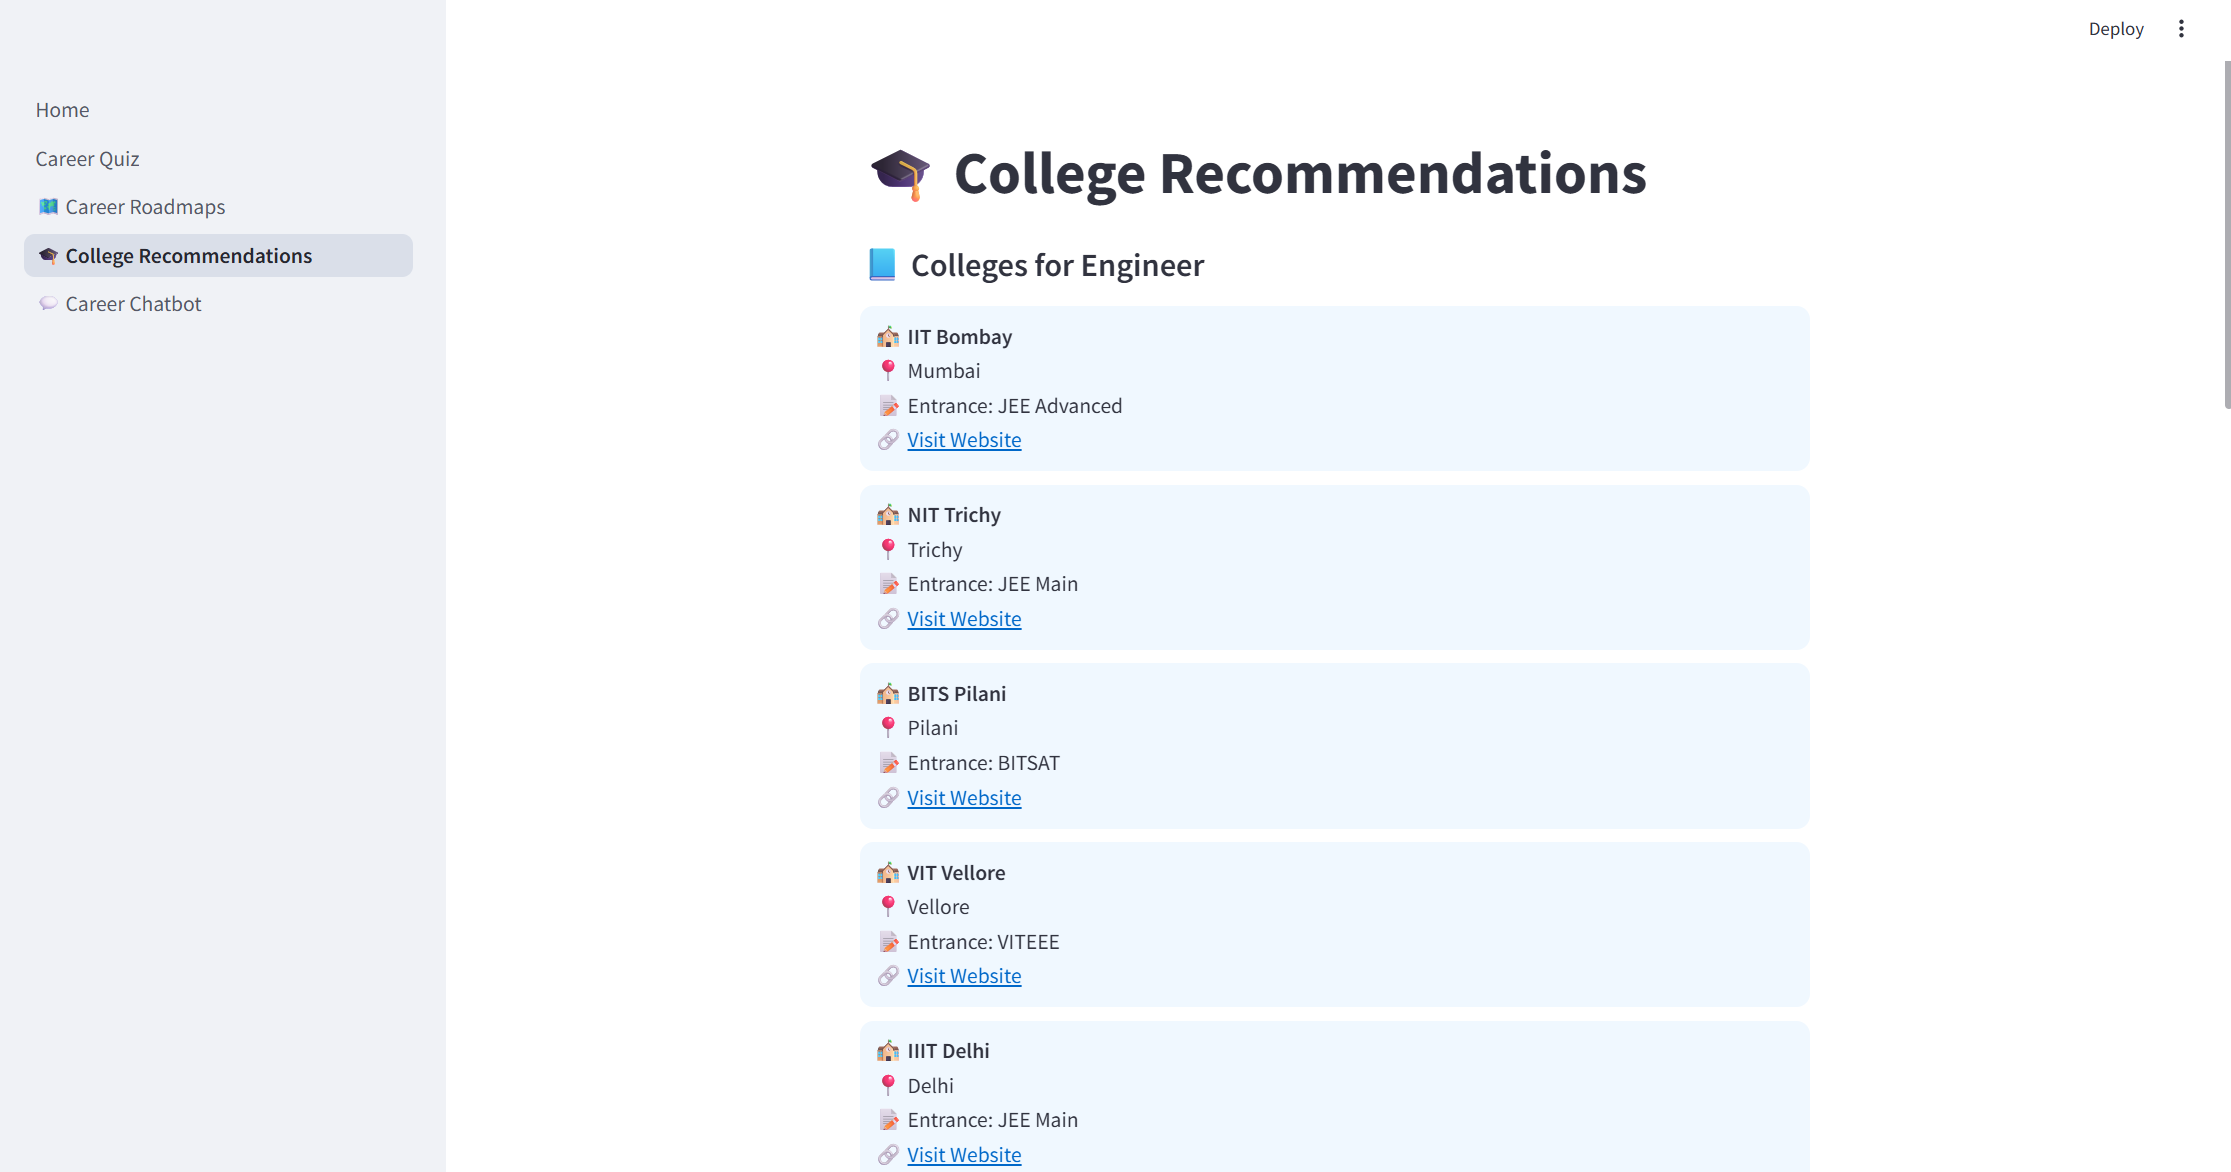 Deploy
Home
Career Quiz
Career Roadmaps
College Recommendations
Career Chatbot
College Recommendations
Colleges for Engineer
IIT Bombay
Mumbai
Entrance: JEE Advanced
Visit Website
NIT Trichy
Trichy
Entrance: JEE Main
Visit Website
BITS Pilani
Pilani
Entrance: BITSAT
Visit Website
VIT Vellore
Vellore
Entrance: VITEEE
Visit Website
IIIT Delhi
Delhi
Entrance: JEE Main
Visit Website